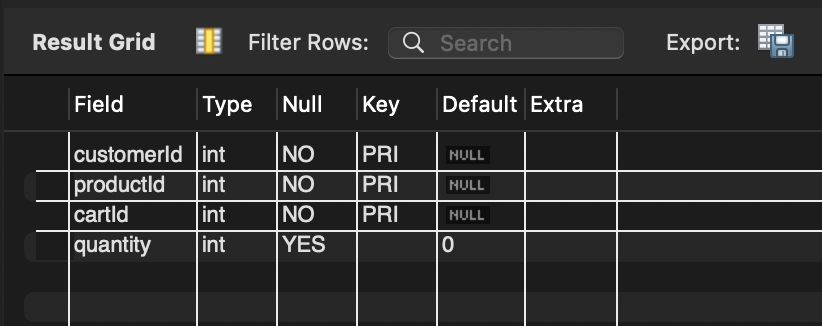 Result Grid Filter Rows: Search Export:
Field Type Null Key Default Extra
customerId int NO PRI NULL
productId int NO PRI NULL
cartId int NO PRI NULL
quantity int YES 0